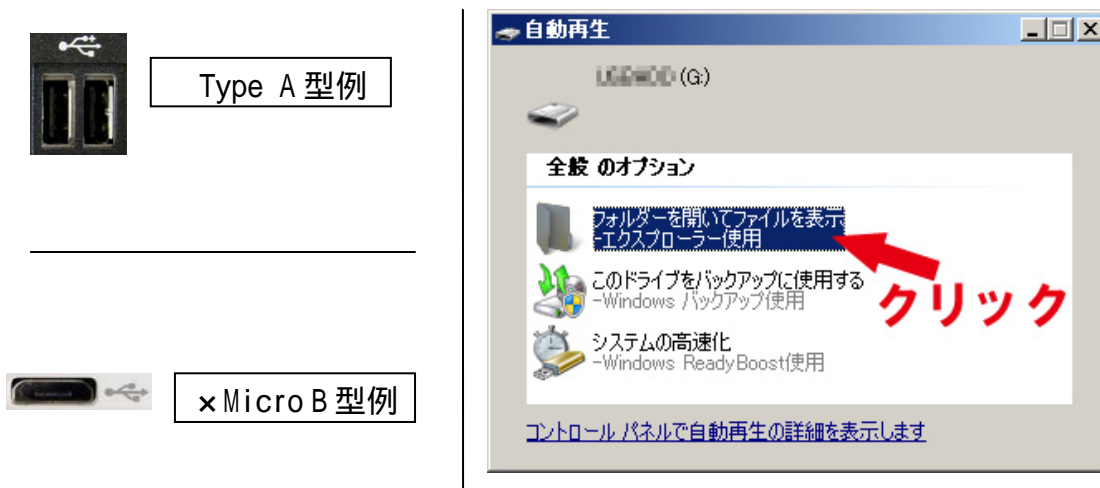 Type A 型例
×MicroB型例
自動再生
(G:)
全般 のオプション
フォルダーを開いてファイルを表示
-エクスプローラー使用
このドライブをバックアップに使用する
-Windows バックアップ使用
システムの高速化
-Windows ReadyBoost使用
クリック
コントロール パネルで自動再生の詳細を表示します